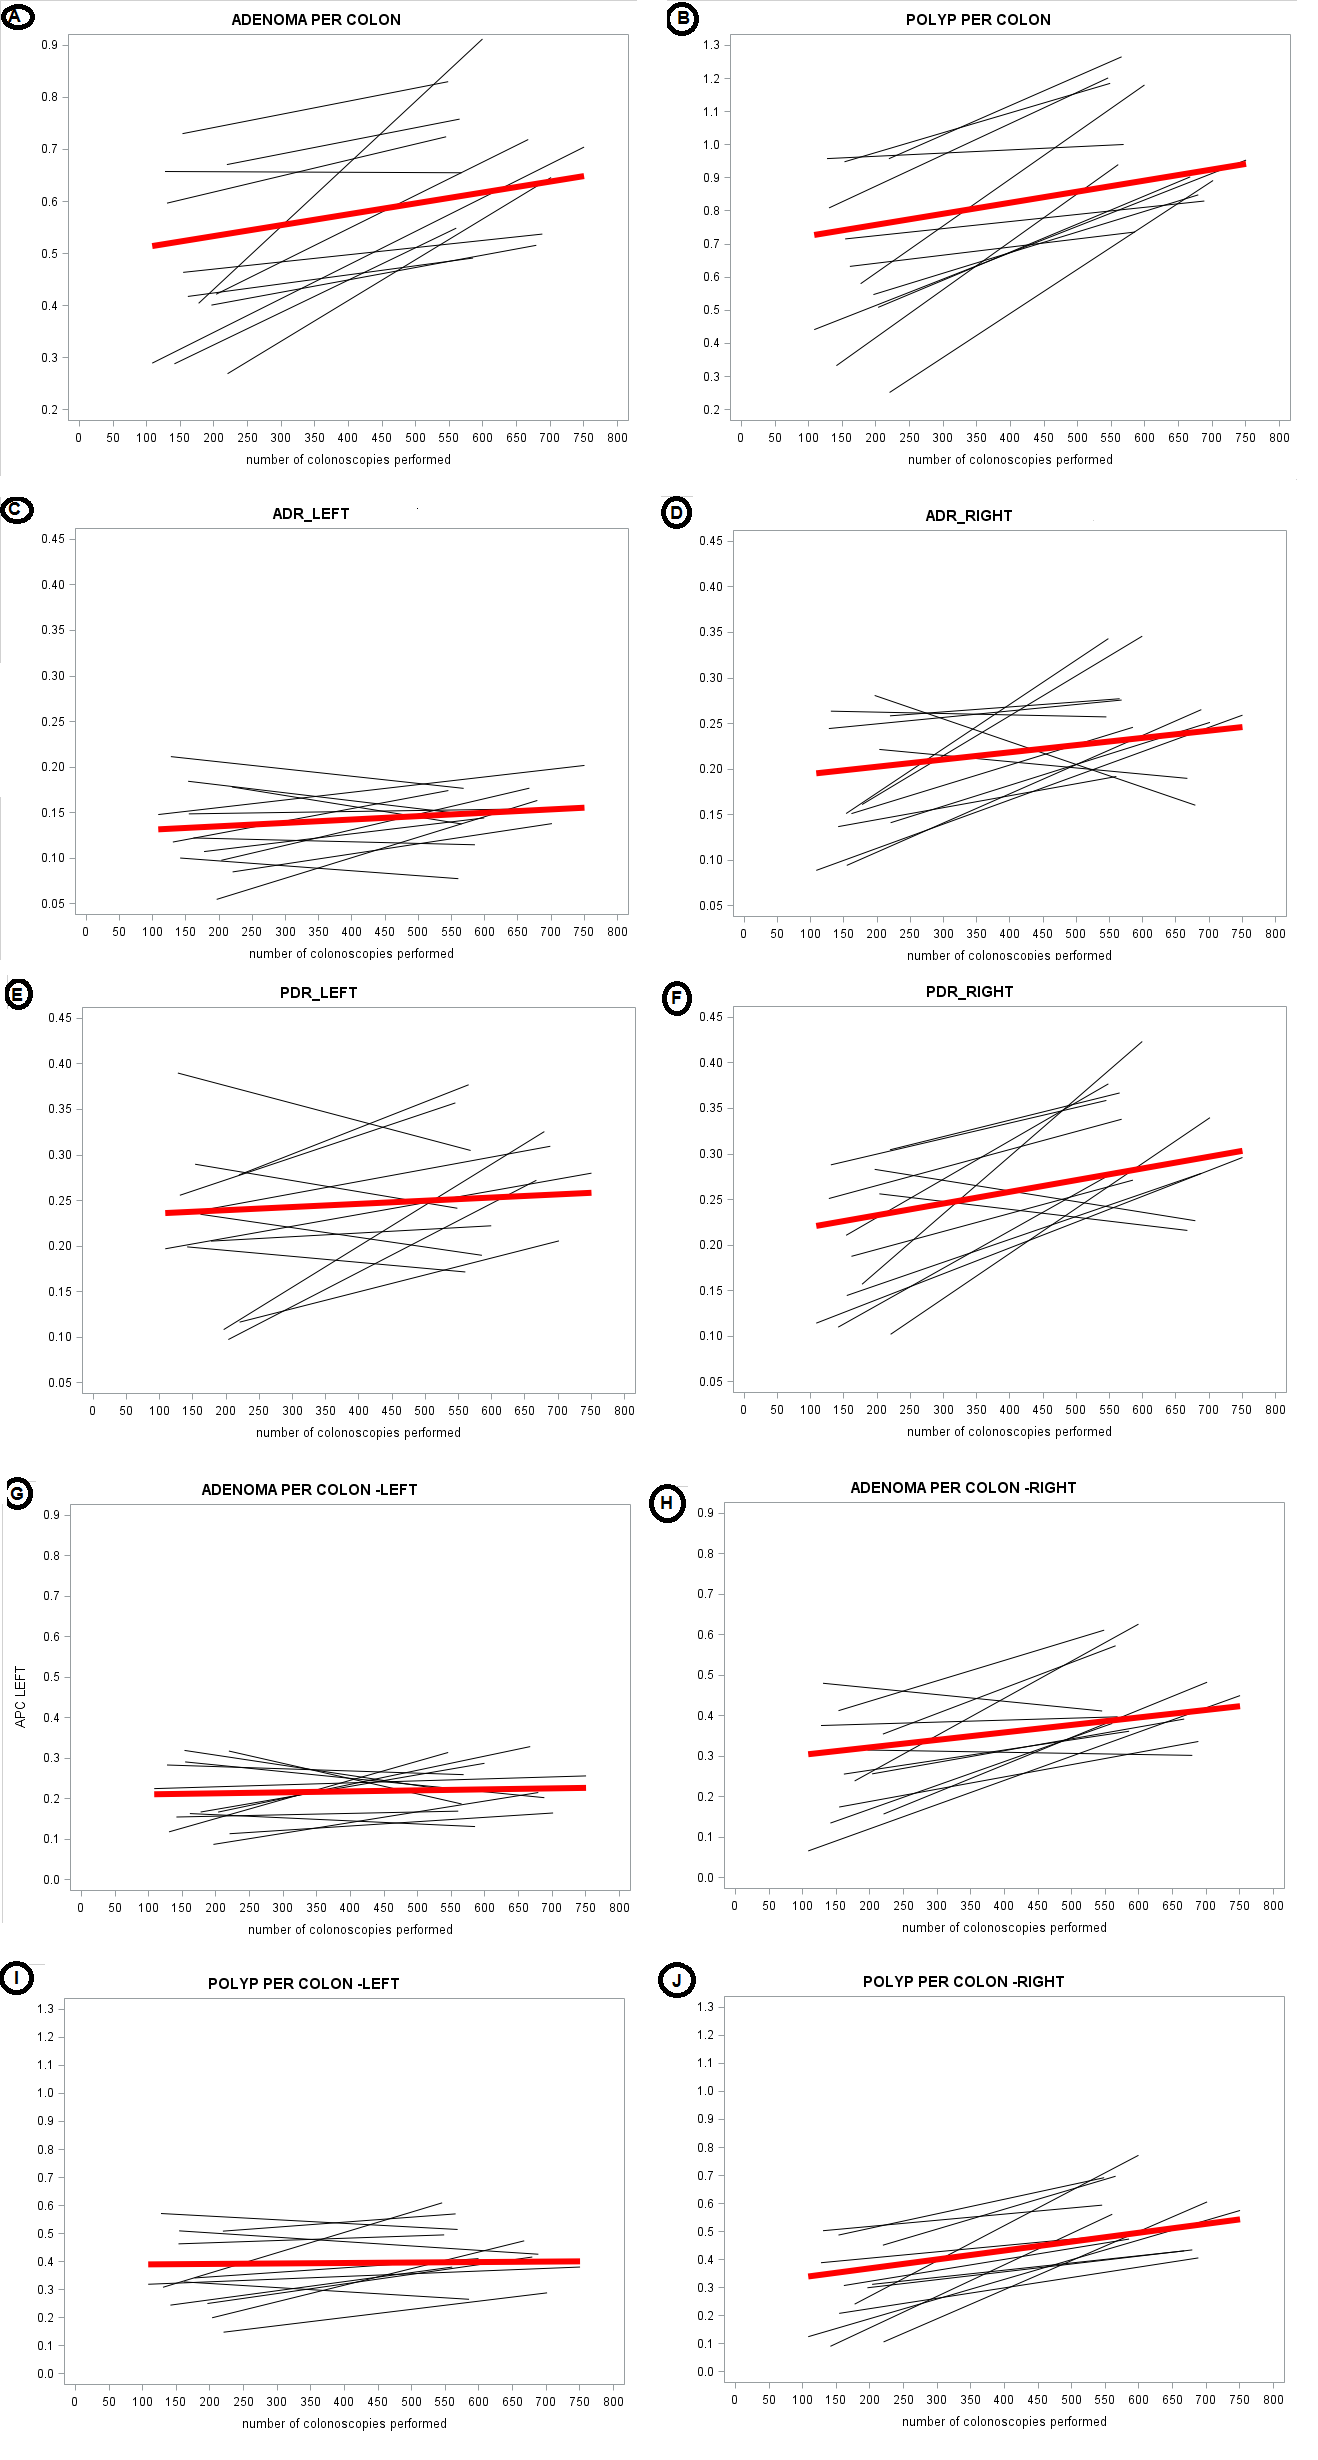 A
ADENOMA PER COLON
0.9
0.8
0.7
0.6
0.5
0.4
0.3
0.2
0 50 100 150 200 250 300 350 400 450 500 550 600 650 700 750 800
number of colonoscopies performed
B
POLYP PER COLON
1.3
1.2
1.1
1.0
0.9
0.8
0.7
0.6
0.5
0.4
0.3
0.2
0 50 100 150 200 250 300 350 400 450 500 550 600 650 700 750 800
number of colonoscopies performed
C
ADR_LEFT
0.45
0.40
0.35
0.30
0.25
0.20
0.15
0.10
0.05
0 50 100 150 200 250 300 350 400 450 500 550 600 650 700 750 800
number of colonoscopies performed
D
ADR_RIGHT
0.45
0.40
0.35
0.30
0.25
0.20
0.15
0.10
0.05
0 50 100 150 200 250 300 350 400 450 500 550 600 650 700 750 800
number of colonoscopies performed
E
PDR_LEFT
0.45
0.40
0.35
0.30
0.25
0.20
0.15
0.10
0.05
0 50 100 150 200 250 300 350 400 450 500 550 600 650 700 750 800
number of colonoscopies performed
F
PDR_RIGHT
0.45
0.40
0.35
0.30
0.25
0.20
0.15
0.10
0.05
0 50 100 150 200 250 300 350 400 450 500 550 600 650 700 750 800
number of colonoscopies performed
G
ADENOMA PER COLON -LEFT
APC LEFT
0.9
0.8
0.7
0.6
0.5
0.4
0.3
0.2
0.1
0.0
0 50 100 150 200 250 300 350 400 450 500 550 600 650 700 750 800
number of colonoscopies performed
H
ADENOMA PER COLON -RIGHT
0.9
0.8
0.7
0.6
0.5
0.4
0.3
0.2
0.1
0.0
0 50 100 150 200 250 300 350 400 450 500 550 600 650 700 750 800
number of colonoscopies performed
I
POLYP PER COLON -LEFT
1.3
1.2
1.1
1.0
0.9
0.8
0.7
0.6
0.5
0.4
0.3
0.2
0.1
0.0
0 50 100 150 200 250 300 350 400 450 500 550 600 650 700 750 800
number of colonoscopies performed
J
POLYP PER COLON -RIGHT
1.3
1.2
1.1
1.0
0.9
0.8
0.7
0.6
0.5
0.4
0.3
0.2
0.1
0.0
0 50 100 150 200 250 300 350 400 450 500 550 600 650 700 750 800
number of colonoscopies performed